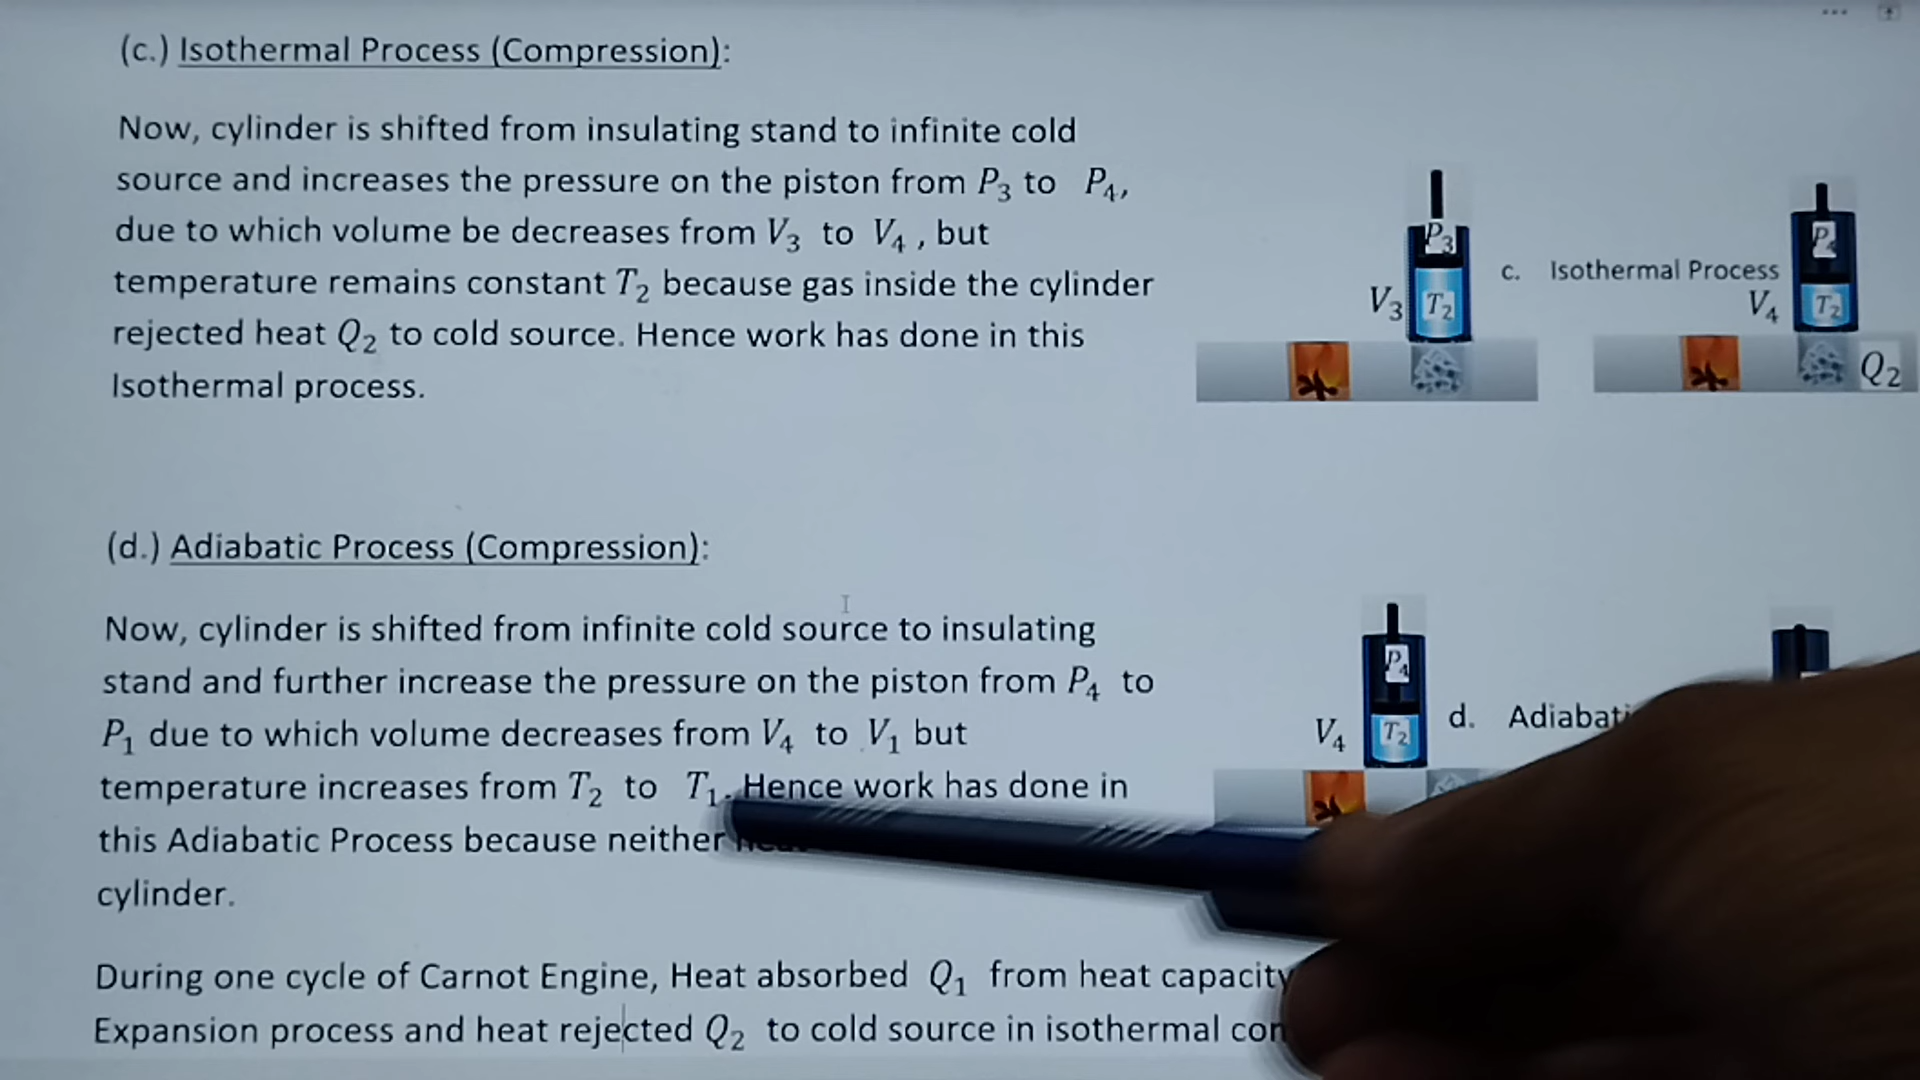 (c.) Isothermal Process (Compression):
Now, cylinder is shifted from insulating stand to infinite cold
source and increases the pressure on the piston from P₃ to P₄,
due to which volume be decreases from V₃ to V₄ , but
temperature remains constant T₂ because gas inside the cylinder
rejected heat Q₂ to cold source. Hence work has done in this
Isothermal process.
P₃
V₃ T₂
c. Isothermal Process
P₄
V₄ T₂
Q₂
(d.) Adiabatic Process (Compression):
Now, cylinder is shifted from infinite cold source to insulating
stand and further increase the pressure on the piston from P₄ to
P₁ due to which volume decreases from V₄ to V₁ but
temperature increases from T₂ to T₁. Hence work has done in
this Adiabatic Process because neither
cylinder.
P₄
V₄ T₂
d.
During one cycle of Carnot Engine, Heat absorbed Q₁ from heat capacity
Expansion process and heat rejected Q₂ to cold source in isothermal